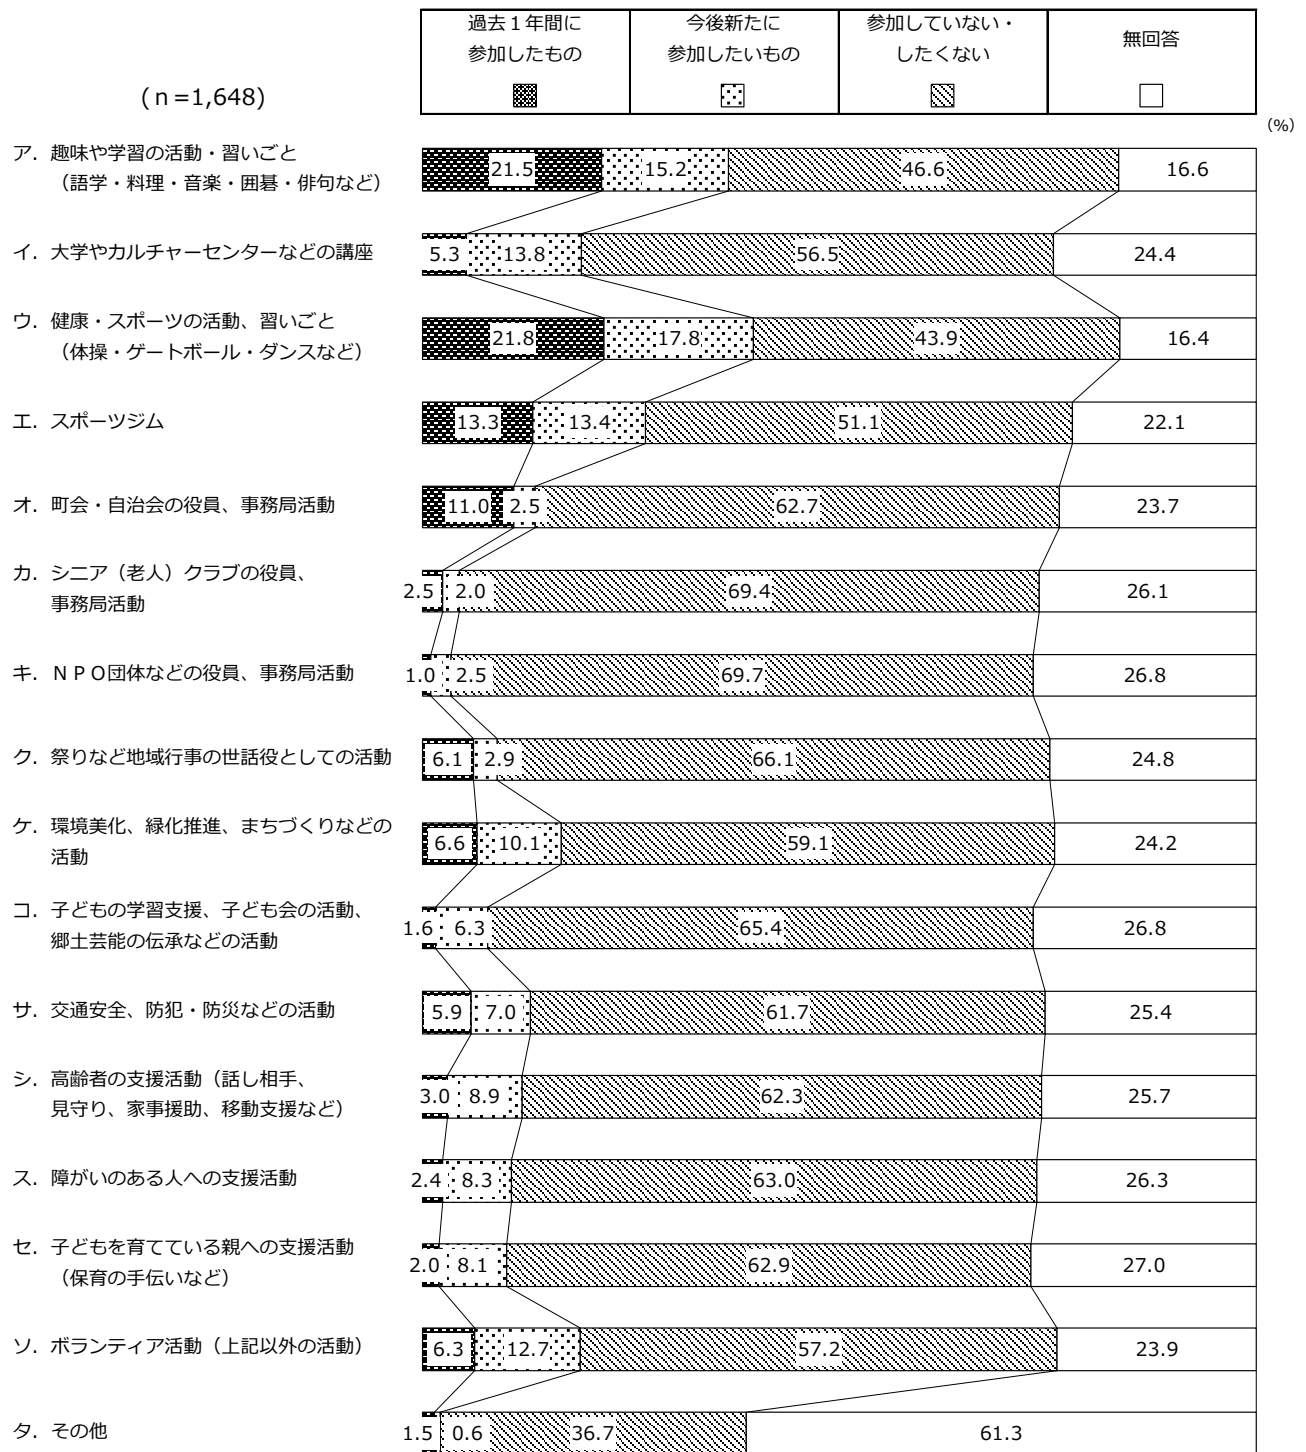 過去１年間に
参加したもの
今後新たに
参加したいもの
参加していない・
したくない
無回答
(ｎ=1,648)
(%)
ア．趣味や学習の活動・習いごと
（語学・料理・音楽・囲碁・俳句など）
21.5 15.2 46.6 16.6
イ．大学やカルチャーセンターなどの講座
5.3 13.8 56.5 24.4
ウ．健康・スポーツの活動、習いごと
（体操・ゲートボール・ダンスなど）
21.8 17.8 43.9 16.4
エ．スポーツジム
13.3 13.4 51.1 22.1
オ．町会・自治会の役員、事務局活動
11.0 2.5 62.7 23.7
カ．シニア（老人）クラブの役員、
事務局活動
2.5 2.0 69.4 26.1
キ．ＮＰＯ団体などの役員、事務局活動
1.0 2.5 69.7 26.8
ク．祭りなど地域行事の世話役としての活動
6.1 2.9 66.1 24.8
ケ．環境美化、緑化推進、まちづくりなどの
活動
6.6 10.1 59.1 24.2
コ．子どもの学習支援、子ども会の活動、
郷土芸能の伝承などの活動
1.6 6.3 65.4 26.8
サ．交通安全、防犯・防災などの活動
5.9 7.0 61.7 25.4
シ．高齢者の支援活動（話し相手、
見守り、家事援助、移動支援など）
3.0 8.9 62.3 25.7
ス．障がいのある人への支援活動
2.4 8.3 63.0 26.3
セ．子どもを育てている親への支援活動
（保育の手伝いなど）
2.0 8.1 62.9 27.0
ソ．ボランティア活動（上記以外の活動）
6.3 12.7 57.2 23.9
タ．その他
1.5 0.6 36.7 61.3